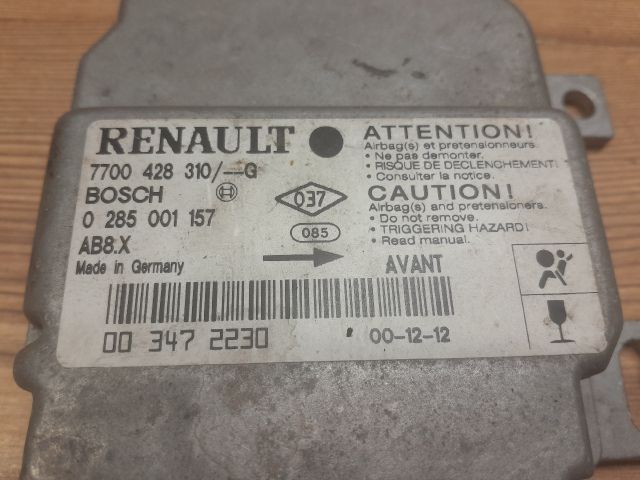 RENAULT
7700 428 310/--G
BOSCH
0 285 001 157
AB8.X
Made in Germany
037
085
AVANT
ATTENTION!
Airbag(s) et pretensionneurs.
• Ne pas demonter.
• RISQUE DE DECLENCHEMENT!
• Consulter la notice.
CAUTION!
Airbag(s) and pretensioners.
• Do not remove.
• TRIGGERING HAZARD!
• Read manual.
00 347 2230
00-12-12